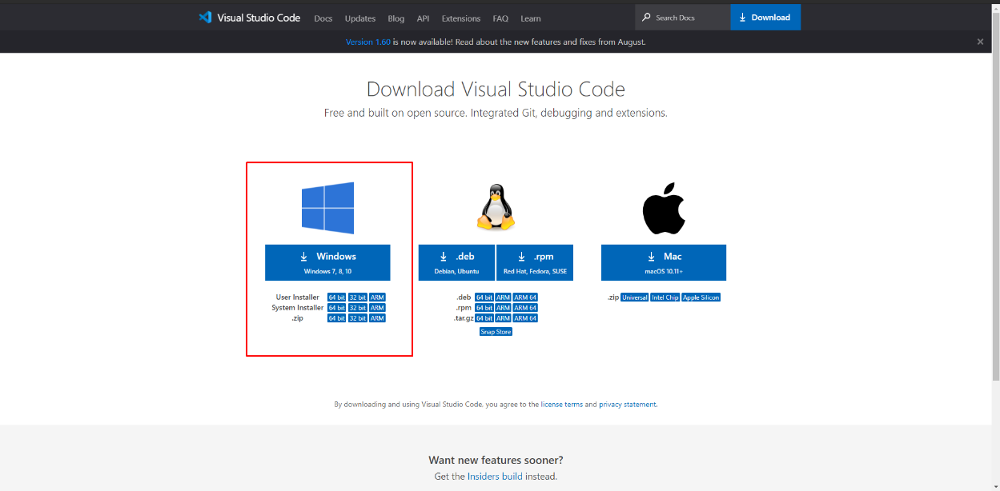 Visual Studio Code Docs Updates Blog API Extensions FAQ Learn Search Docs Download
Version 1.60 is now available! Read about the new features and fixes from August.
Download Visual Studio Code
Free and built on open source. Integrated Git, debugging and extensions.
Windows
Windows 7, 8, 10
User Installer 64 bit 32 bit ARM
System Installer 64 bit 32 bit ARM
.zip 64 bit 32 bit ARM
.deb
Debian, Ubuntu
.rpm
Red Hat, Fedora, SUSE
.deb 64 bit ARM ARM 64
.rpm 64 bit ARM ARM 64
.tar.gz 64 bit ARM ARM 64
Snap Store
Mac
macOS 10.11+
.zip Universal Intel Chip Apple Silicon
By downloading and using Visual Studio Code, you agree to the license terms and privacy statement.
Want new features sooner?
Get the Insiders build instead.